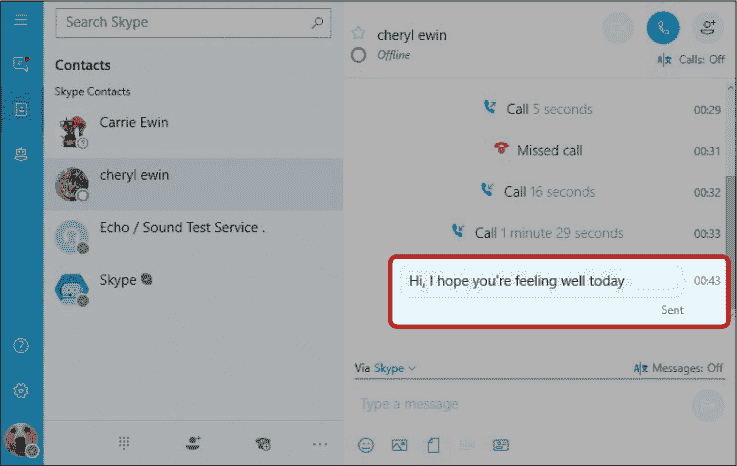 Search Skype
Contacts
Skype Contacts
Carrie Ewin
cheryl ewin
Echo / Sound Test Service .
Skype
cheryl ewin
Offline
Calls: Off
Call 5 seconds 00:29
Missed call 00:31
Call 16 seconds 00:32
Call 1 minute 29 seconds 00:33
Hi, I hope you're feeling well today 00:43
Sent
Via Skype
Messages: Off
Type a message